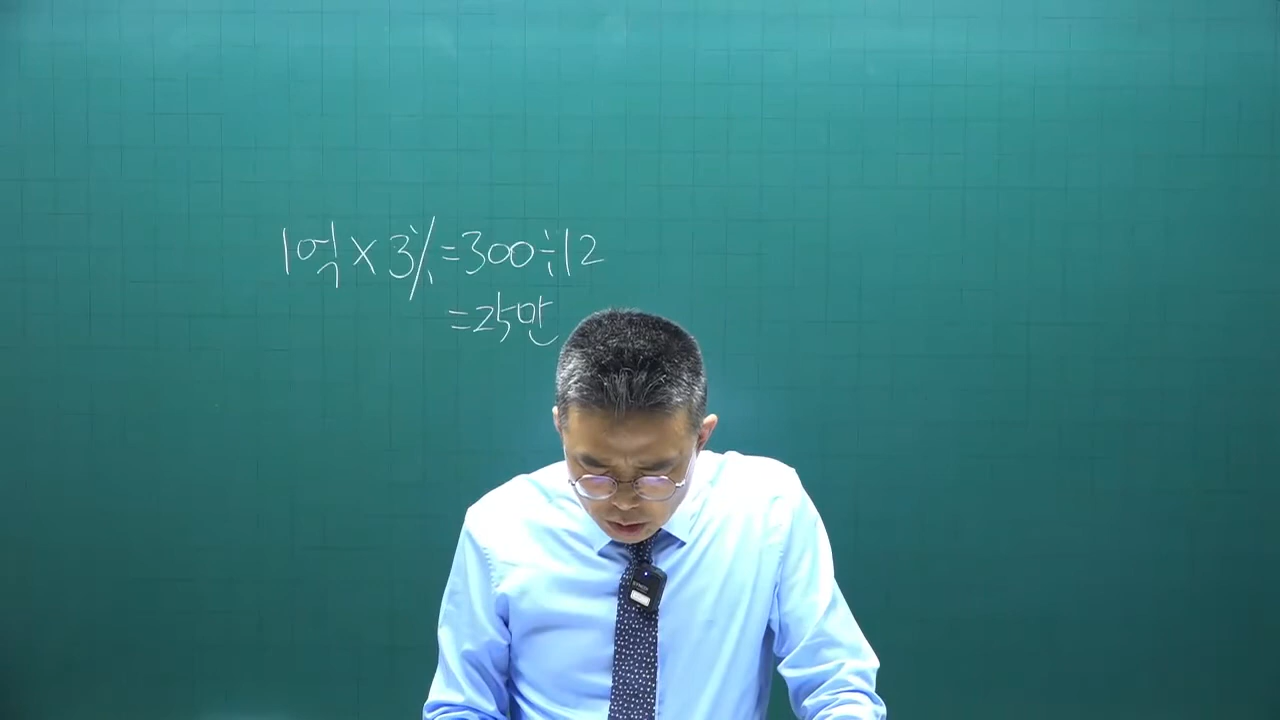 1억 × 3% = 300 ÷ 12
= 25만